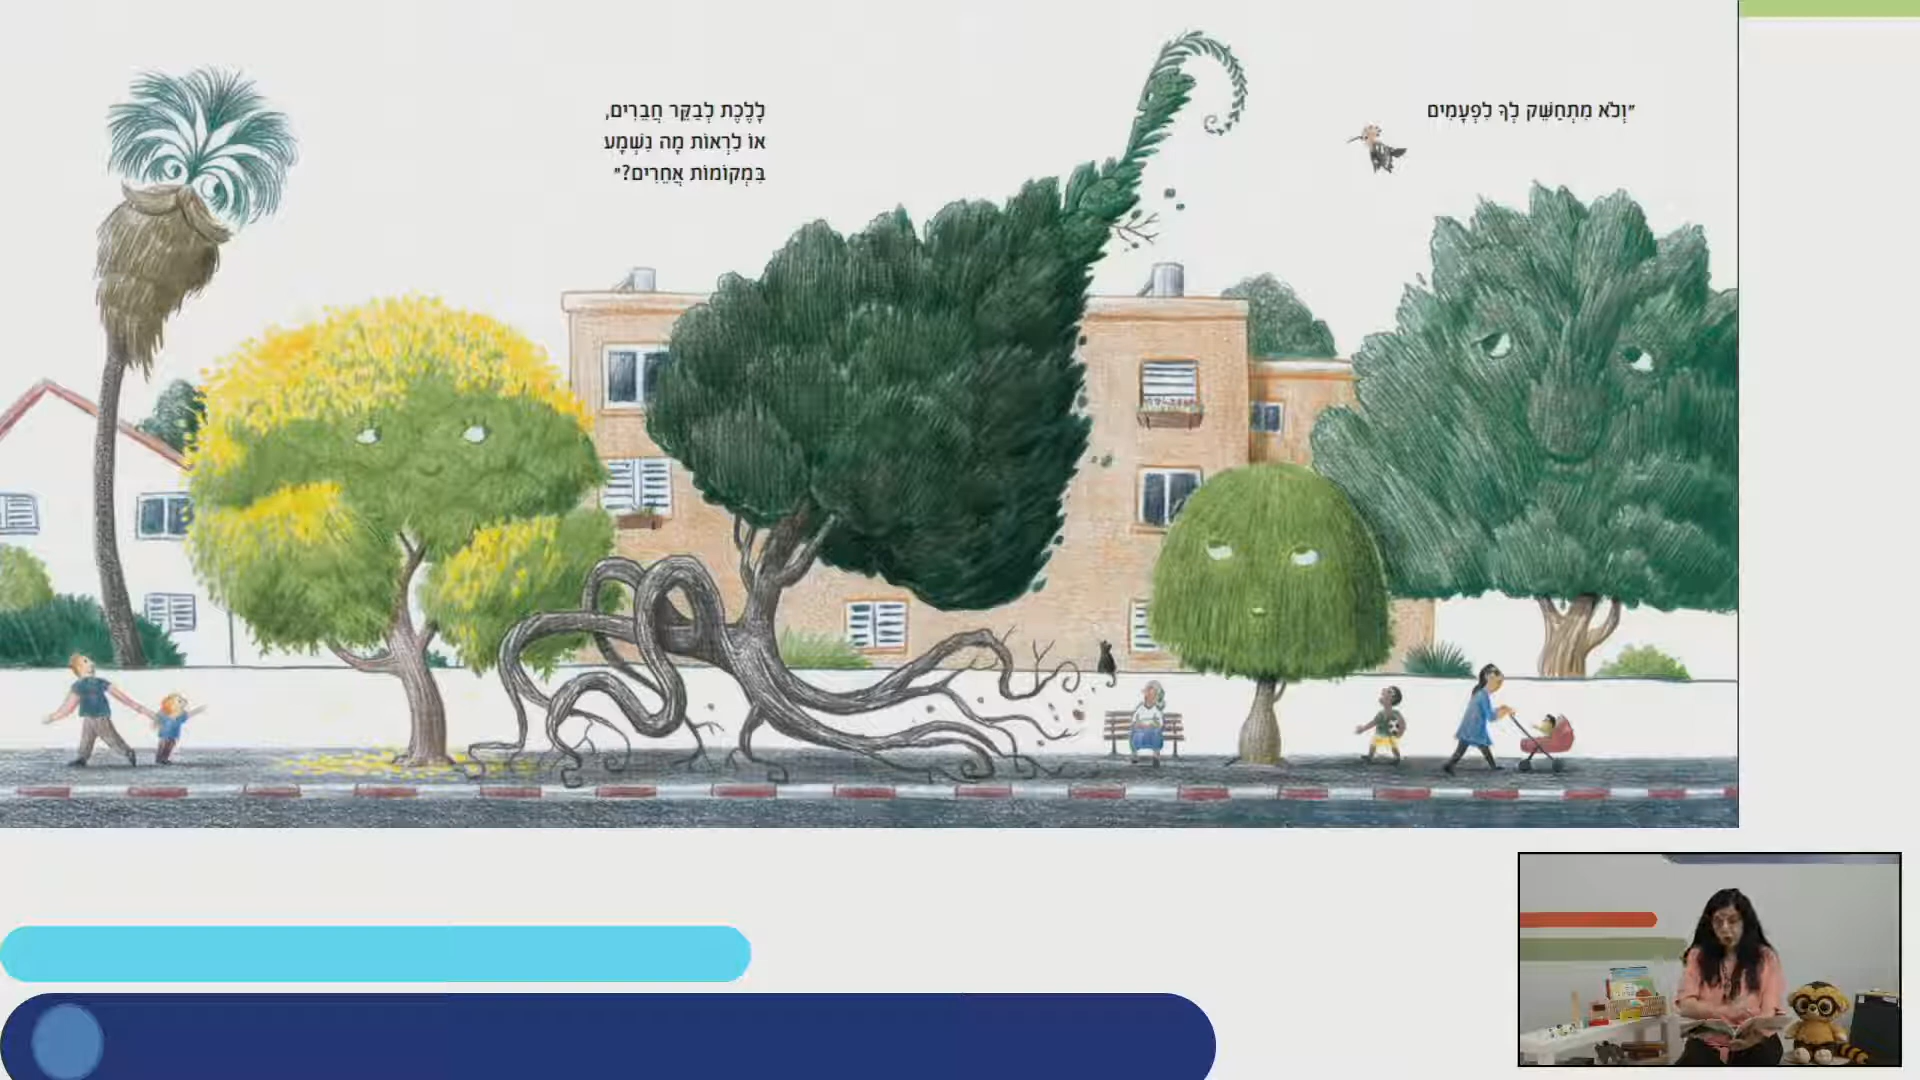 "וְלֹא מִתְחַשֵּׁק לְךָ לִפְעָמִים
לָלֶכֶת לְבַקֵּר חֲבֵרִים,
אוֹ לִרְאוֹת מָה נִשְׁמָע
בִּמְקוֹמוֹת אֲחֵרִים?"